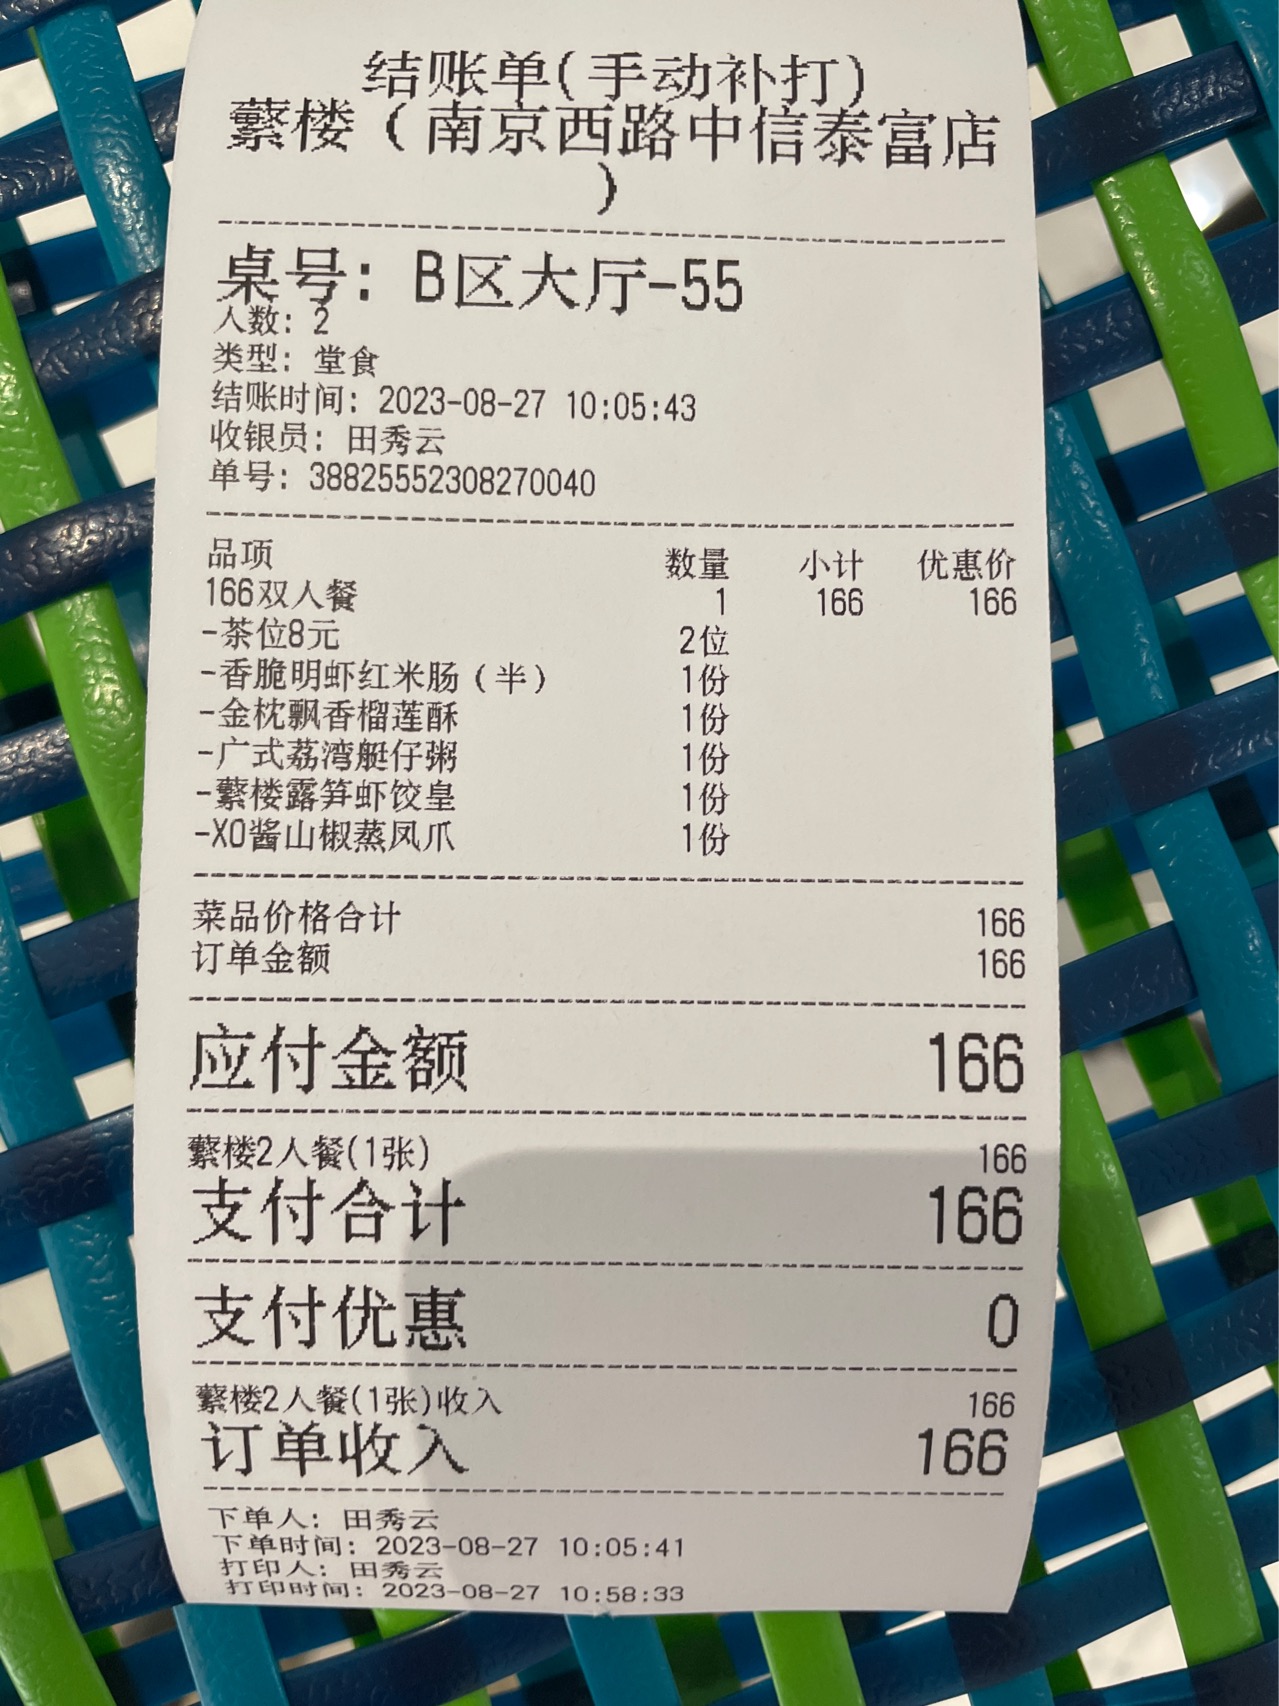 结账单(手动补打)
蘩楼（南京西路中信泰富店
）
桌号: B区大厅-55
人数: 2
类型: 堂食
结账时间: 2023-08-27 10:05:43
收银员: 田秀云
单号: 38825552308270040
品项 数量 小计 优惠价
166双人餐 1 166 166
-茶位8元 2位
-香脆明虾红米肠（半） 1份
-金枕飘香榴莲酥 1份
-广式荔湾艇仔粥 1份
-蘩楼露笋虾饺皇 1份
-XO酱山椒蒸凤爪 1份
菜品价格合计 166
订单金额 166
应付金额 166
蘩楼2人餐(1张) 166
支付合计 166
支付优惠 0
蘩楼2人餐(1张)收入 166
订单收入 166
下单人: 田秀云
下单时间: 2023-08-27 10:05:41
打印人: 田秀云
打印时间: 2023-08-27 10:58:33